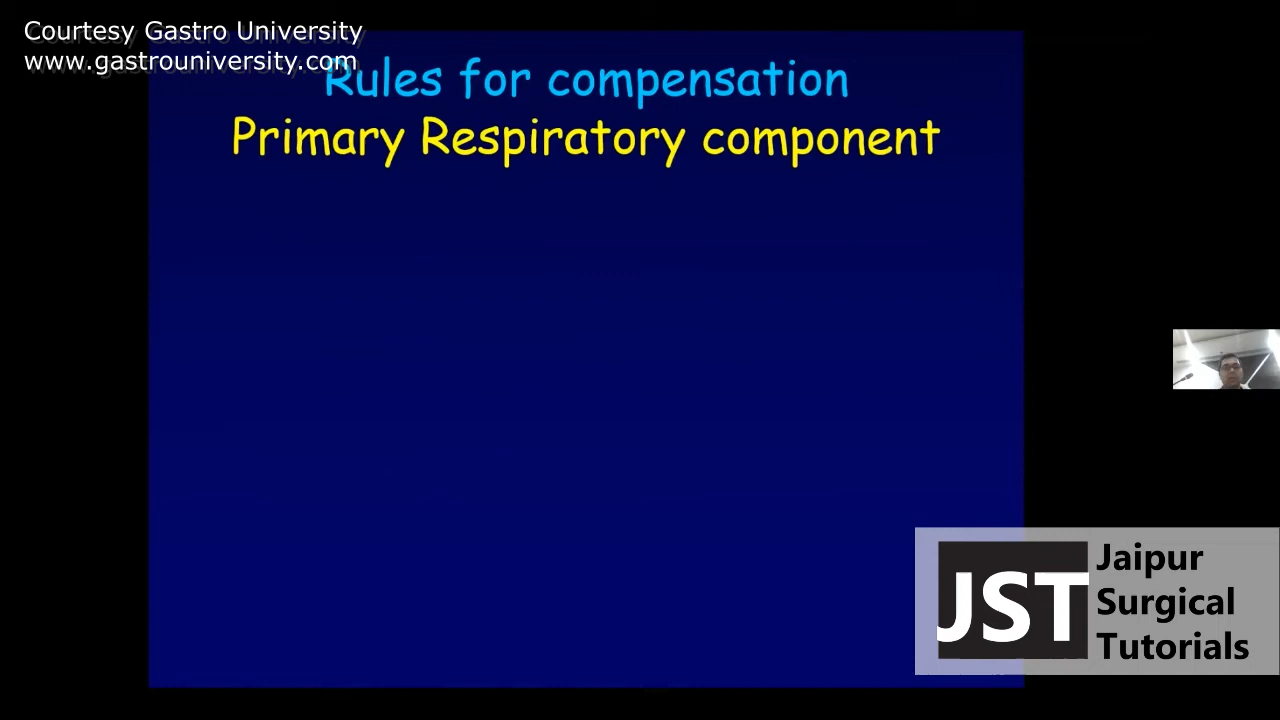 Courtesy Gastro University
www.gastrouniversity.com
Rules for compensation
Primary Respiratory component
JST
Jaipur
Surgical
Tutorials